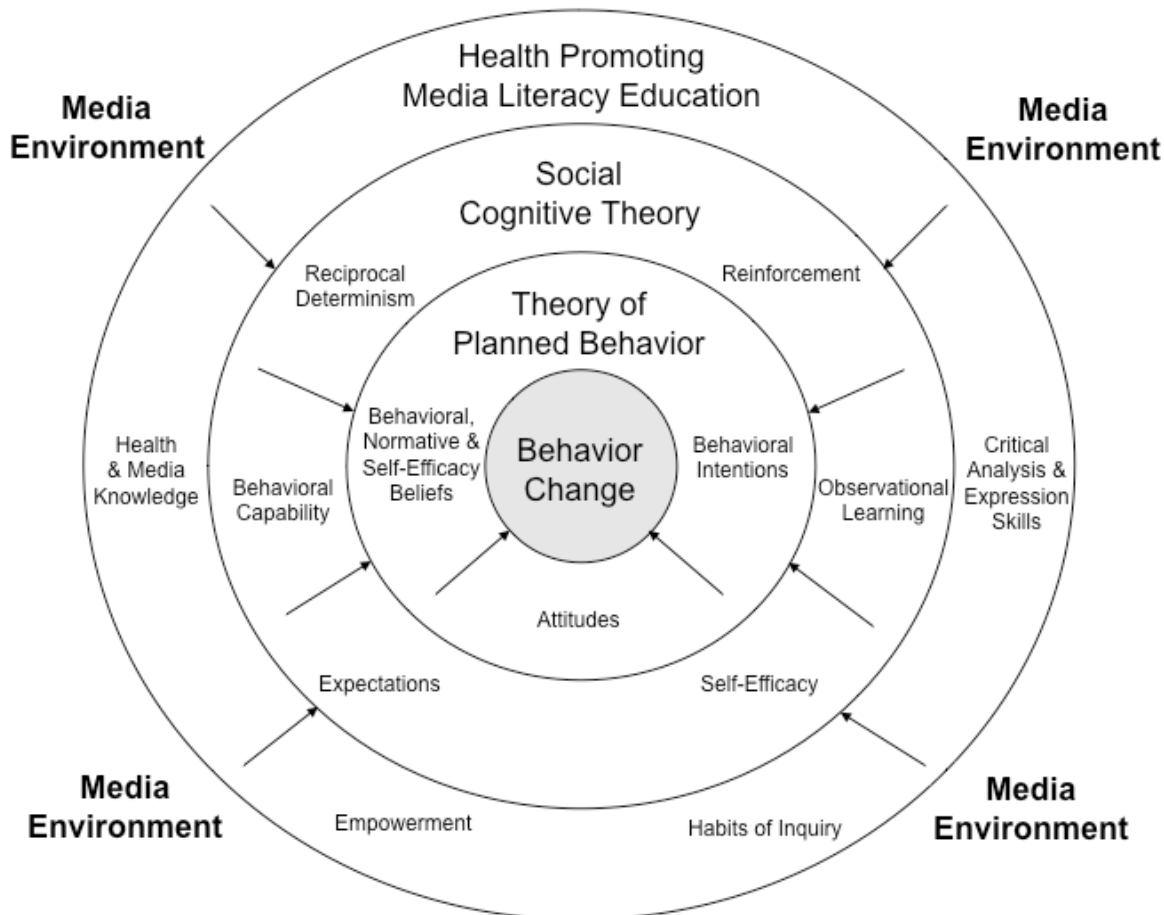 Health Promoting
Media Literacy Education
Media
Environment
Media
Environment
Social
Cognitive Theory
Reciprocal
Determinism
Reinforcement
Theory of
Planned Behavior
Health
& Media
Knowledge
Behavioral
Capability
Behavioral,
Normative &
Self-Efficacy
Beliefs
Behavior
Change
Behavioral
Intentions
Observational
Learning
Critical
Analysis &
Expression
Skills
Attitudes
Expectations
Self-Efficacy
Media
Environment
Media
Environment
Empowerment
Habits of Inquiry